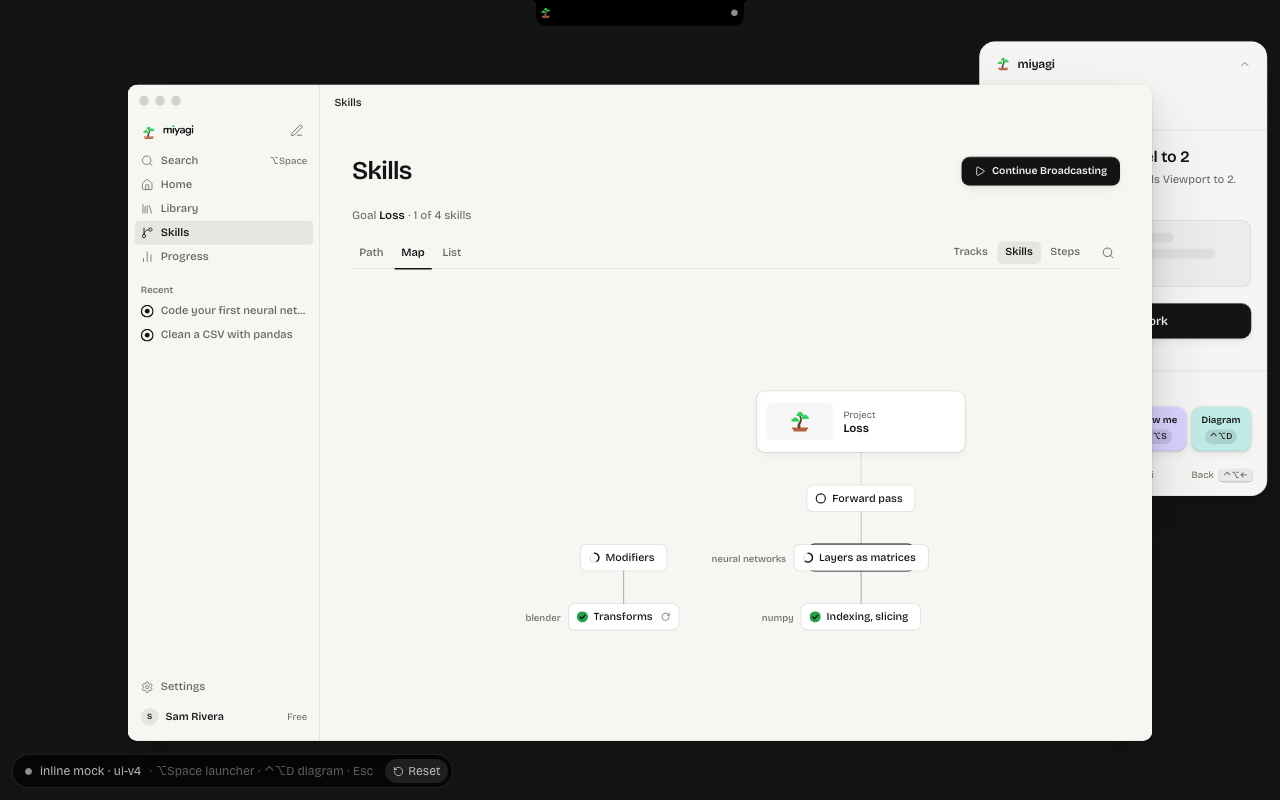 miyagi
miyagi
Search ⌥Space
Home
Library
Skills
Progress
Recent
Code your first neural net...
Clean a CSV with pandas
Settings
S Sam Rivera Free
Skills
Skills
Continue Broadcasting
Goal Loss · 1 of 4 skills
Path Map List
Tracks Skills Steps
Project
Loss
Forward pass
Modifiers
neural networks Layers as matrices
blender Transforms
numpy Indexing, slicing
to 2
Viewport to 2.
Diagram
⌥S ^⌥D
Back ^⌥←
inline mock · ui-v4 · ⌥Space launcher · ^⌥D diagram · Esc Reset